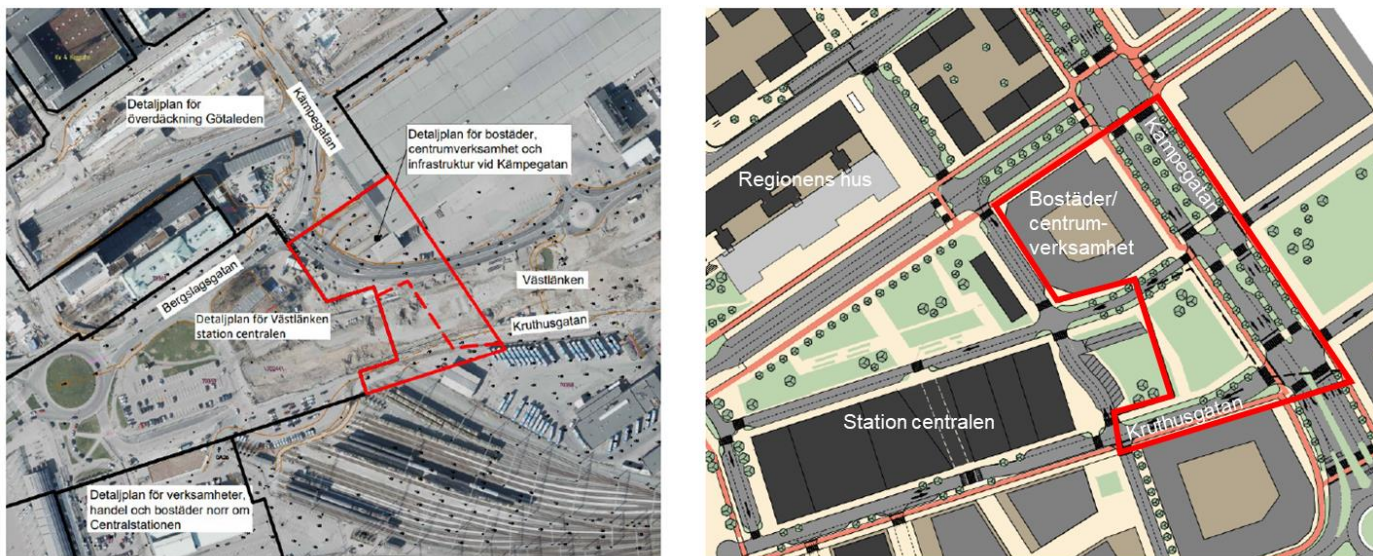 Detaljplan för
överdäckning Götaleden
Kämpegatan
Detaljplan för bostäder,
centrumverksamhet och
infrastruktur vid Kämpegatan
Bergslagsgatan
Västlänken
Detaljplan för Västlänken
station centralen
Kruthusgatan
Detaljplan för verksamheter,
handel och bostäder norr om
Centralstationen
Regionens hus
Bostäder/
centrum-
verksamhet
Kämpegatan
Station centralen
Kruthusgatan